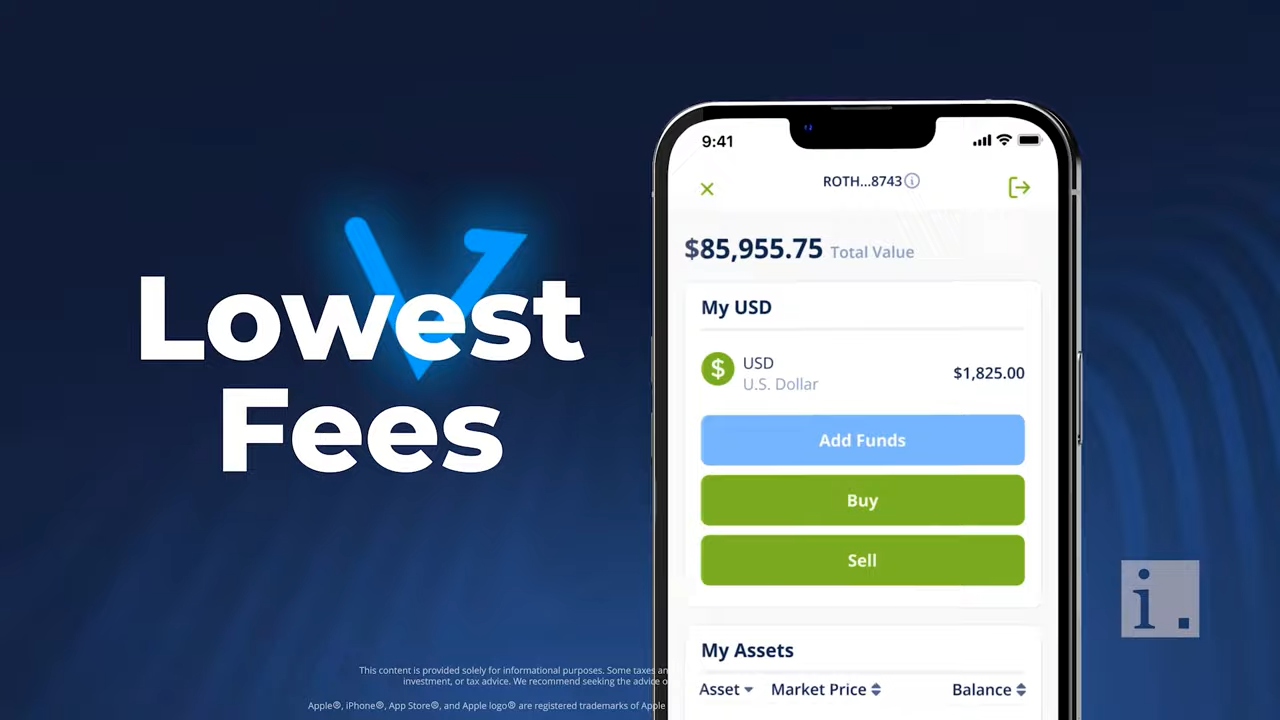 Lowest
Fees
9:41
ROTH...8743
$85,955.75 Total Value
My USD
USD
U.S. Dollar
$1,825.00
Add Funds
Buy
Sell
My Assets
Asset Market Price Balance
i.
This content is provided solely for informational purposes. Some taxes an
investment, or tax advice. We recommend seeking the advice o
Apple®, iPhone®, App Store®, and Apple logo® are registered trademarks of Apple